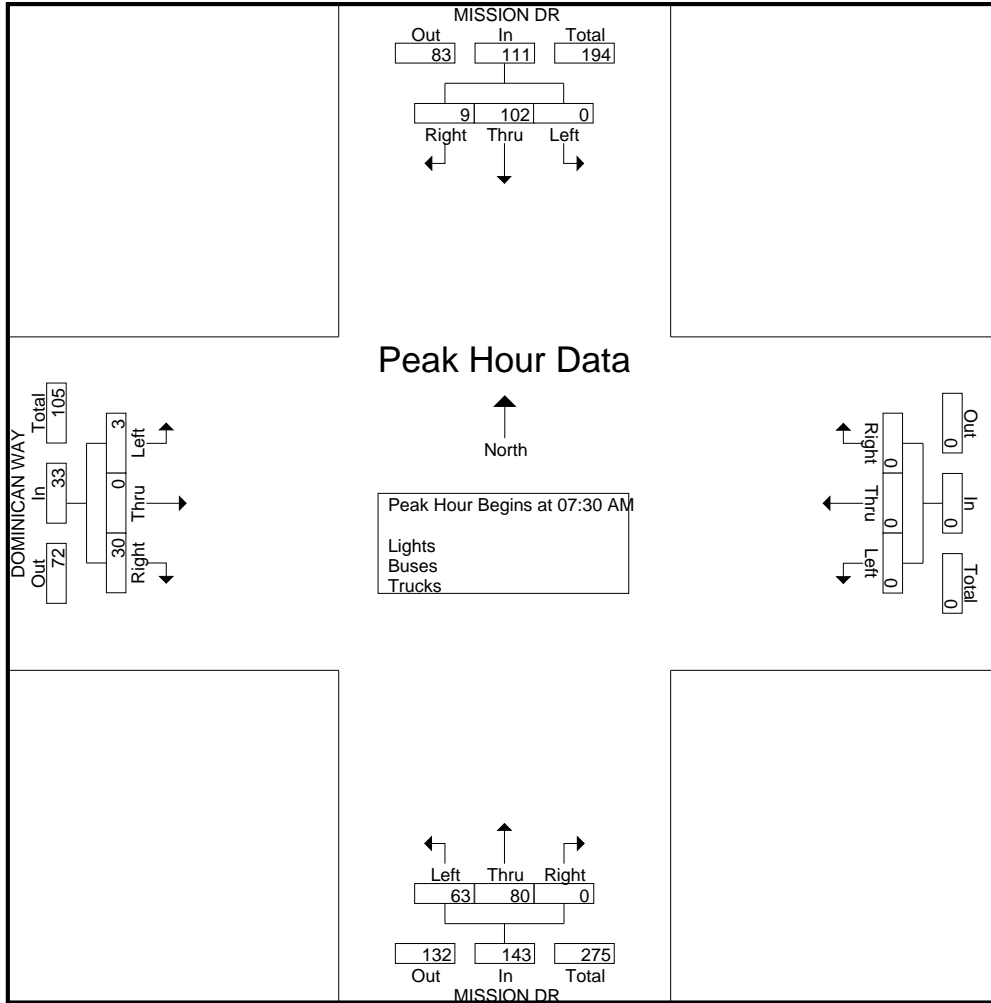 MISSION DR
Out In Total
83 111 194
9 102 0
Right Thru Left
Peak Hour Data
North
Peak Hour Begins at 07:30 AM
Lights
Buses
Trucks
DOMINICAN WAY
Total In Out
105 33 72
3 0 30
Left Thru Right
Right Thru Left
0 0 0
Out In Total
0 0 0
Left Thru Right
63 80 0
132 143 275
Out In Total
MISSION DR